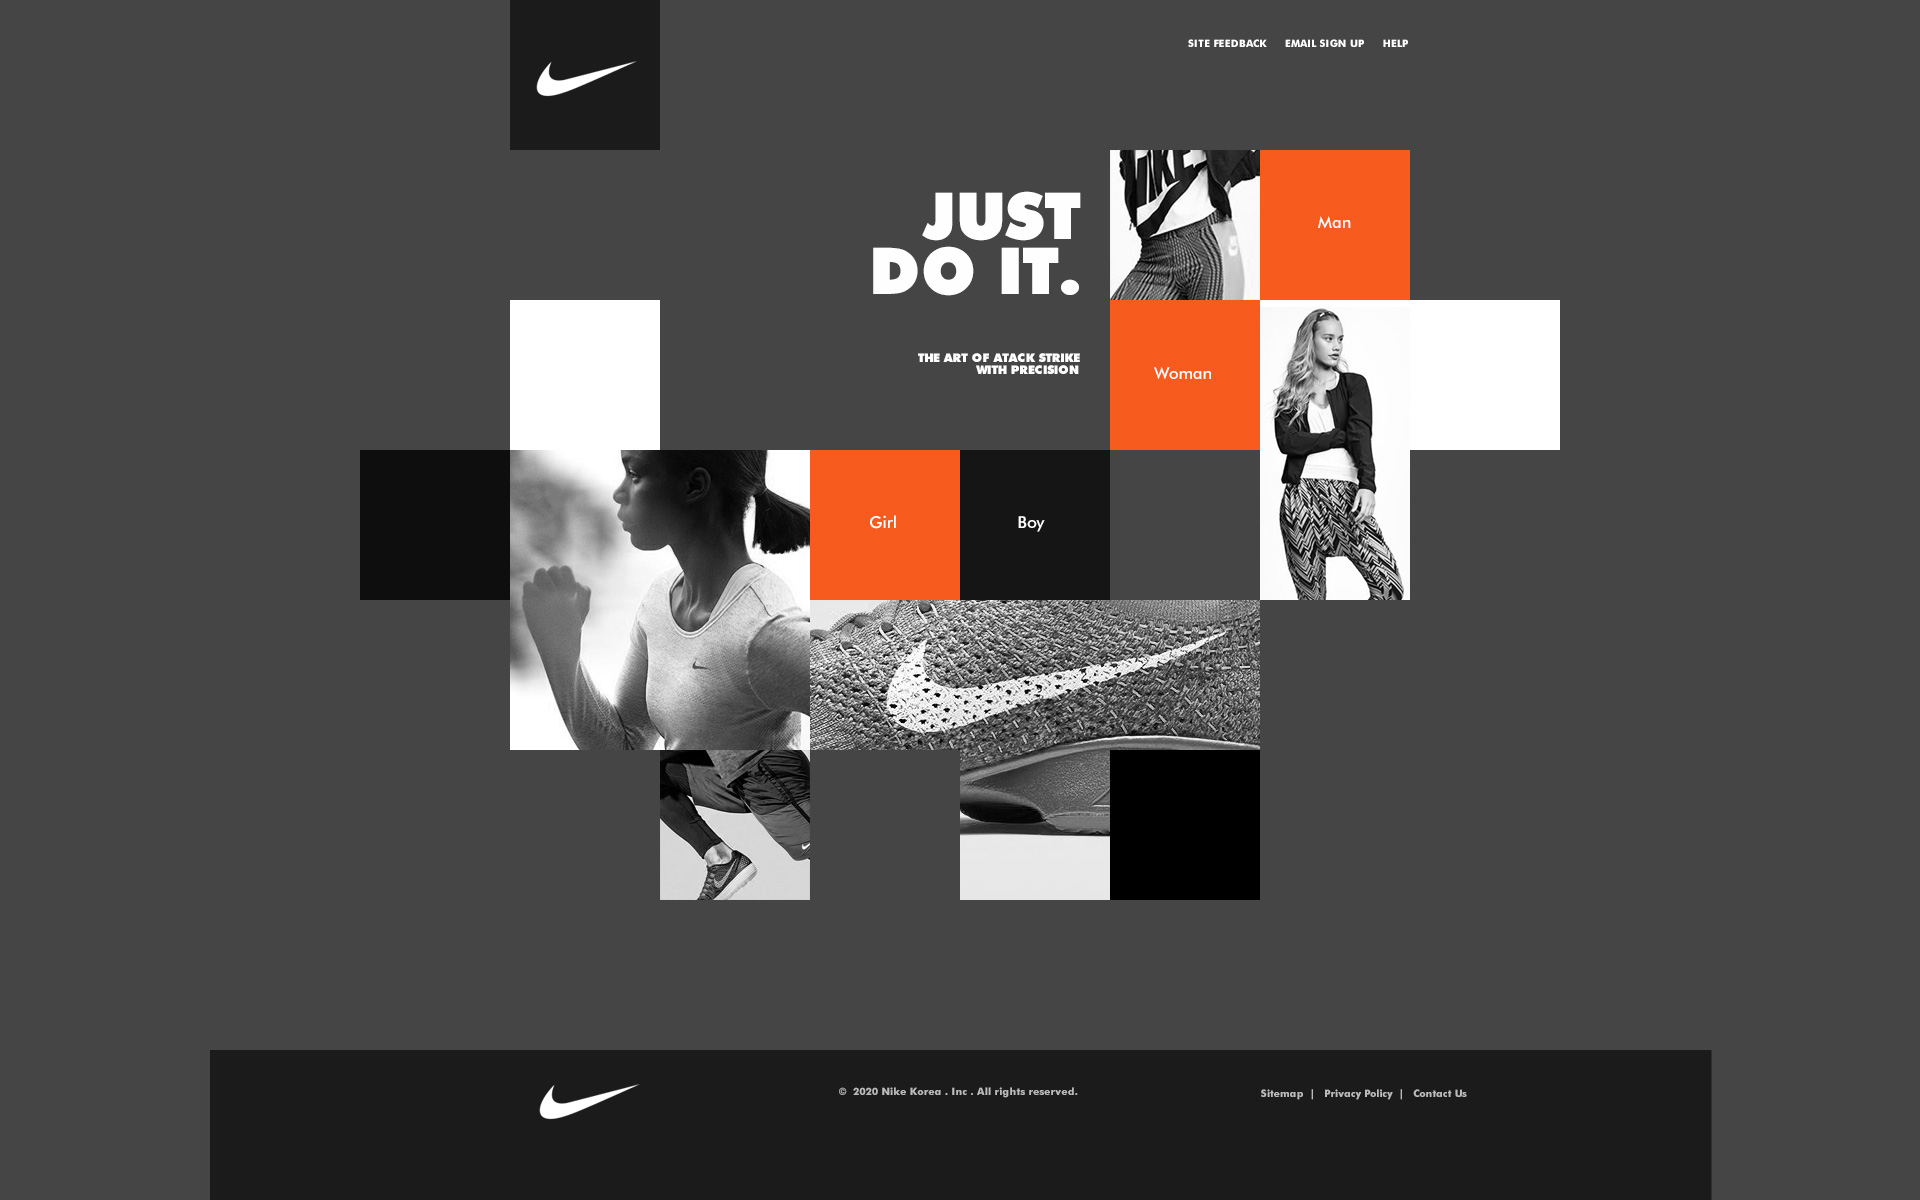 SITE FEEDBACK EMAIL SIGN UP HELP
JUST
DO IT.
NIKE
Man
THE ART OF ATACK STRIKE
WITH PRECISION
Woman
Girl
Boy
© 2020 Nike Korea . Inc . All rights reserved.
Sitemap | Privacy Policy | Contact Us